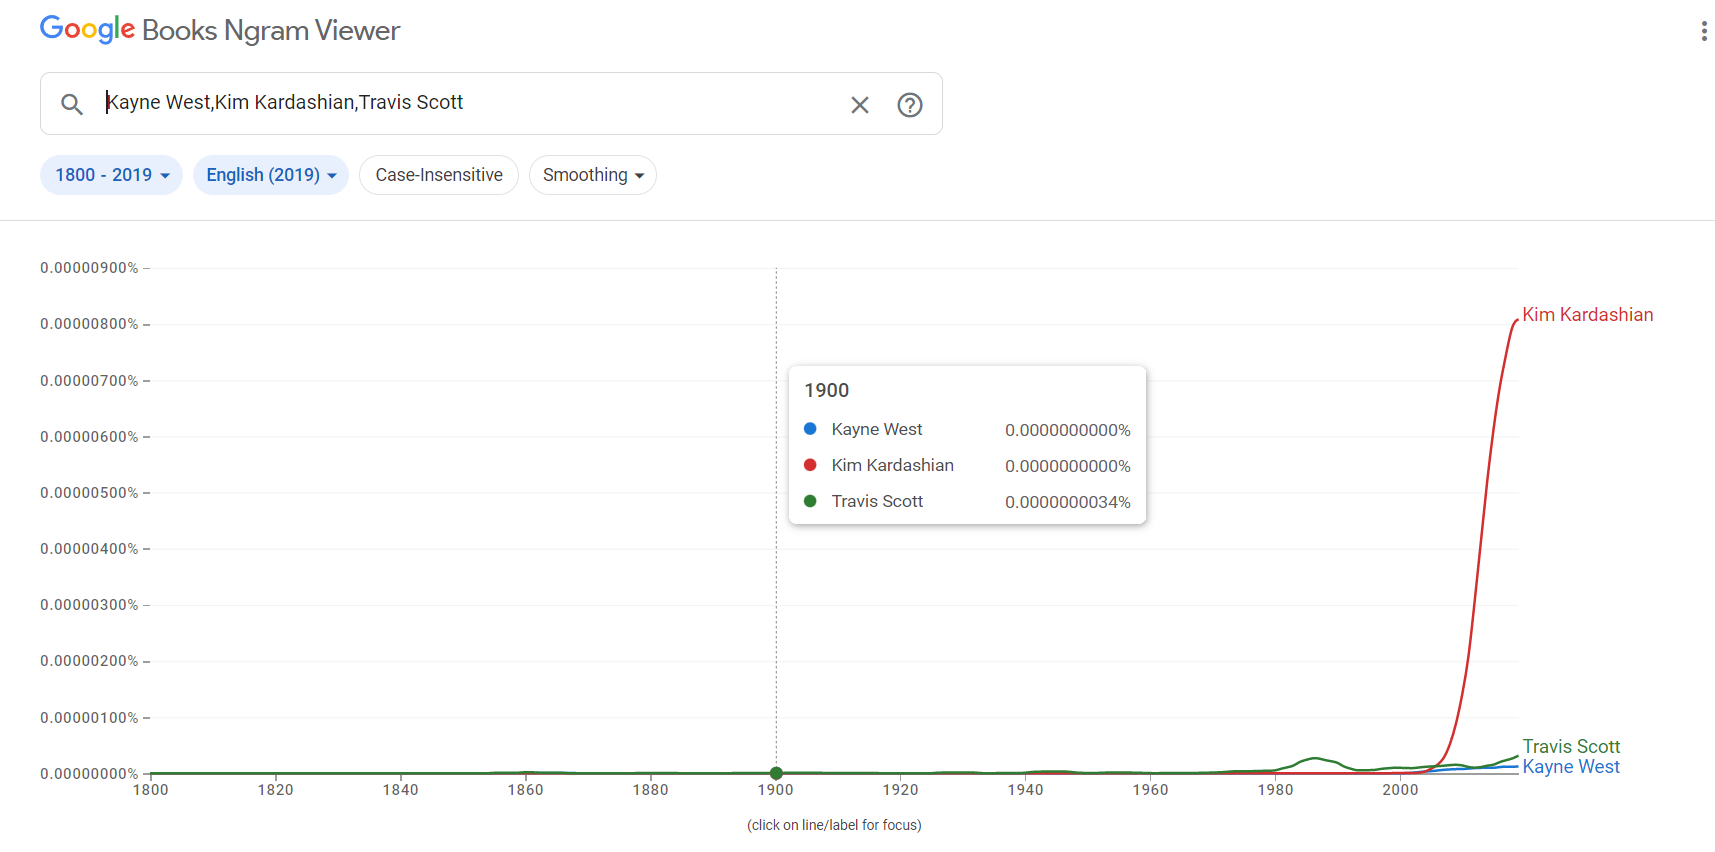 Google Books Ngram Viewer
Kayne West,Kim Kardashian,Travis Scott
1800 - 2019
English (2019)
Case-Insensitive
Smoothing
0.00000900%
0.00000800%
Kim Kardashian
0.00000700%
1900
0.00000600%
Kayne West 0.0000000000%
Kim Kardashian 0.0000000000%
0.00000500%
Travis Scott 0.0000000034%
0.00000400%
0.00000300%
0.00000200%
0.00000100%
Travis Scott
Kayne West
0.00000000%
1800 1820 1840 1860 1880 1900 1920 1940 1960 1980 2000
(click on line/label for focus)